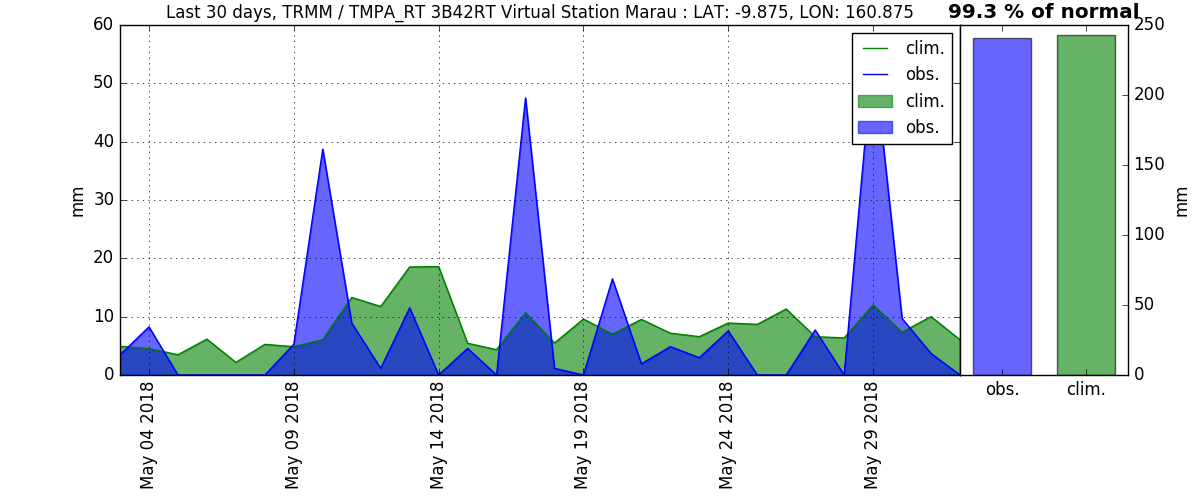 Last 30 days, TRMM / TMPA_RT 3B42RT Virtual Station Marau : LAT: -9.875, LON: 160.875
99.3 % of normal
60
50
40
30
20
10
0
mm
clim.
obs.
clim.
obs.
May 04 2018
May 09 2018
May 14 2018
May 19 2018
May 24 2018
May 29 2018
250
200
150
100
50
0
mm
obs.
clim.